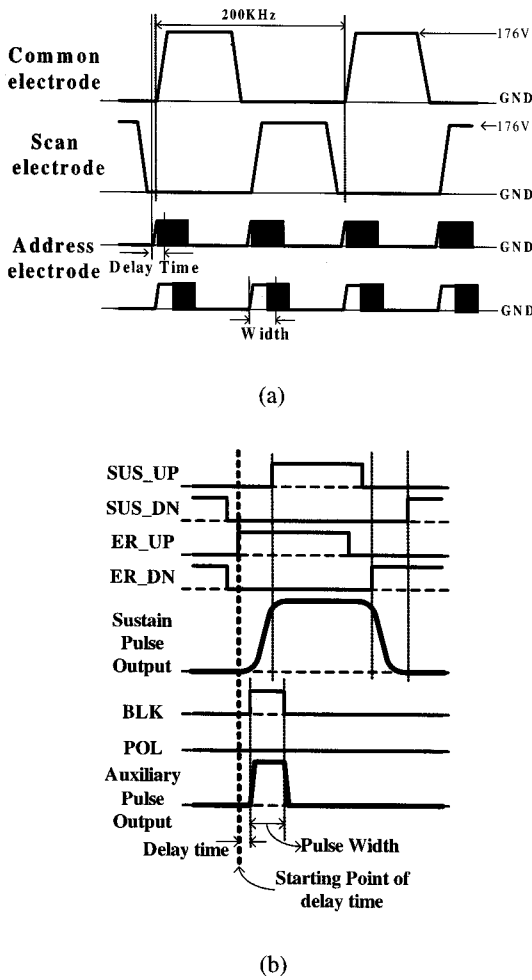 200KHz
Common
electrode
176V
GND
Scan
electrode
176V
GND
Address
electrode
GND
Delay Time
GND
Width
(a)
SUS_UP
SUS_DN
ER_UP
ER_DN
Sustain
Pulse
Output
BLK
POL
Auxiliary
Pulse
Output
Delay time
Pulse Width
Starting Point of
delay time
(b)